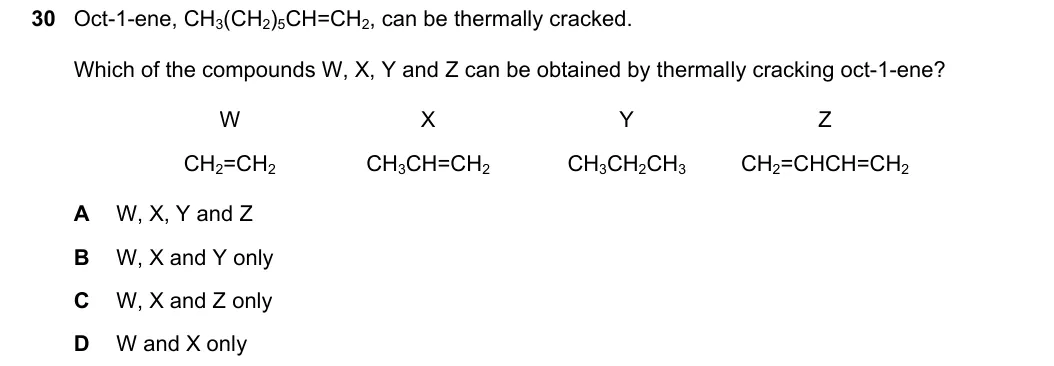 30 Oct-1-ene, CH₃(CH₂)₅CH=CH₂, can be thermally cracked.
Which of the compounds W, X, Y and Z can be obtained by thermally cracking oct-1-ene?
W X Y Z
CH₂=CH₂ CH₃CH=CH₂ CH₃CH₂CH₃ CH₂=CHCH=CH₂
A W, X, Y and Z
B W, X and Y only
C W, X and Z only
D W and X only